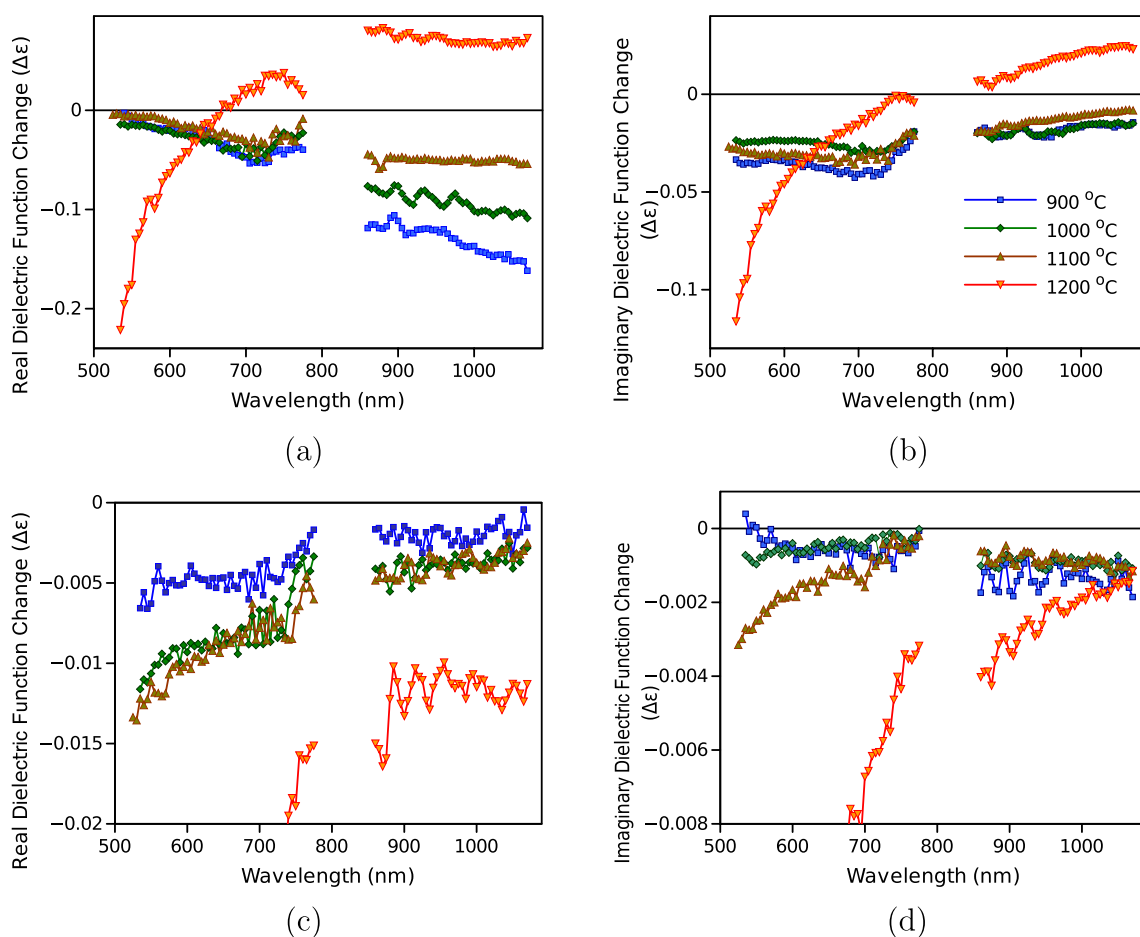 Real Dielectric Function Change (Δε)
0
−0.1
−0.2
500 600 700 800 900 1000
Wavelength (nm)
(a)
Imaginary Dielectric Function Change
(Δε)
0
−0.05
−0.1
900 °C
1000 °C
1100 °C
1200 °C
500 600 700 800 900 1000
Wavelength (nm)
(b)
Real Dielectric Function Change (Δε)
0
−0.005
−0.01
−0.015
−0.02
500 600 700 800 900 1000
Wavelength (nm)
(c)
Imaginary Dielectric Function Change
(Δε)
0
−0.002
−0.004
−0.006
−0.008
500 600 700 800 900 1000
Wavelength (nm)
(d)